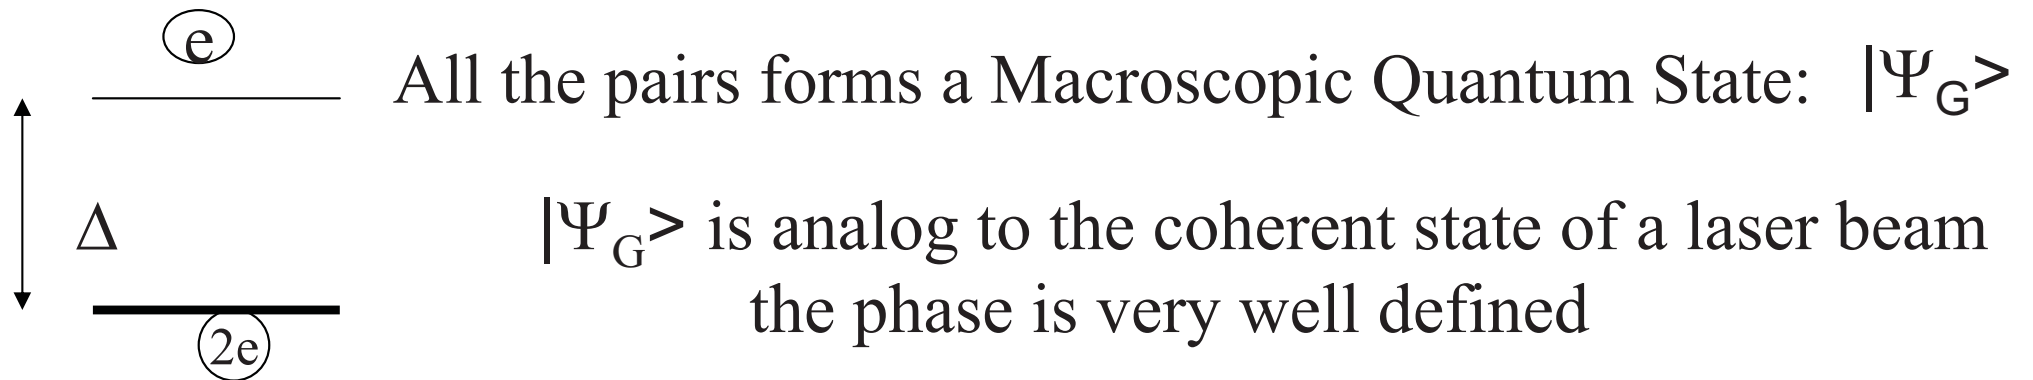 e
All the pairs forms a Macroscopic Quantum State: |Ψ_G>
Δ
|Ψ_G> is analog to the coherent state of a laser beam
the phase is very well defined
2e